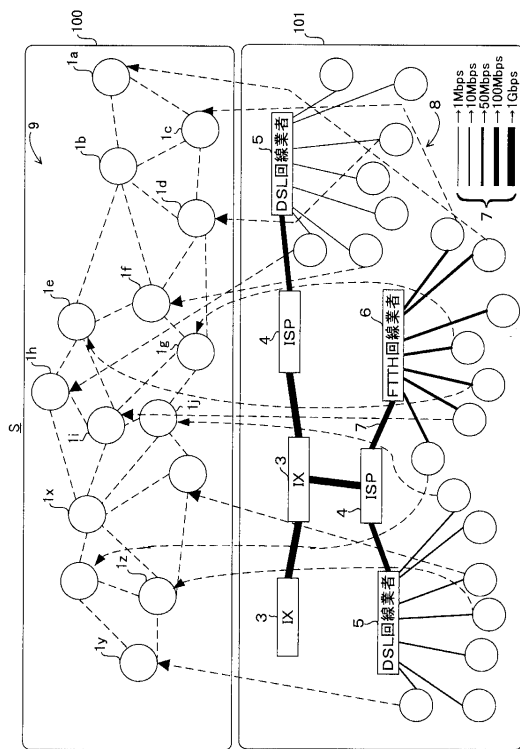 S
100
9
1a
1b
1c
1d
1e
1f
1g
1h
1i
1j
1x
1z
1y
101
3
IX
3
IX
4
ISP
5
DSL回線業者
4
ISP
7
6
FTTH回線業者
5
DSL回線業者
8
7
1Mbps
10Mbps
50Mbps
100Mbps
1Gbps